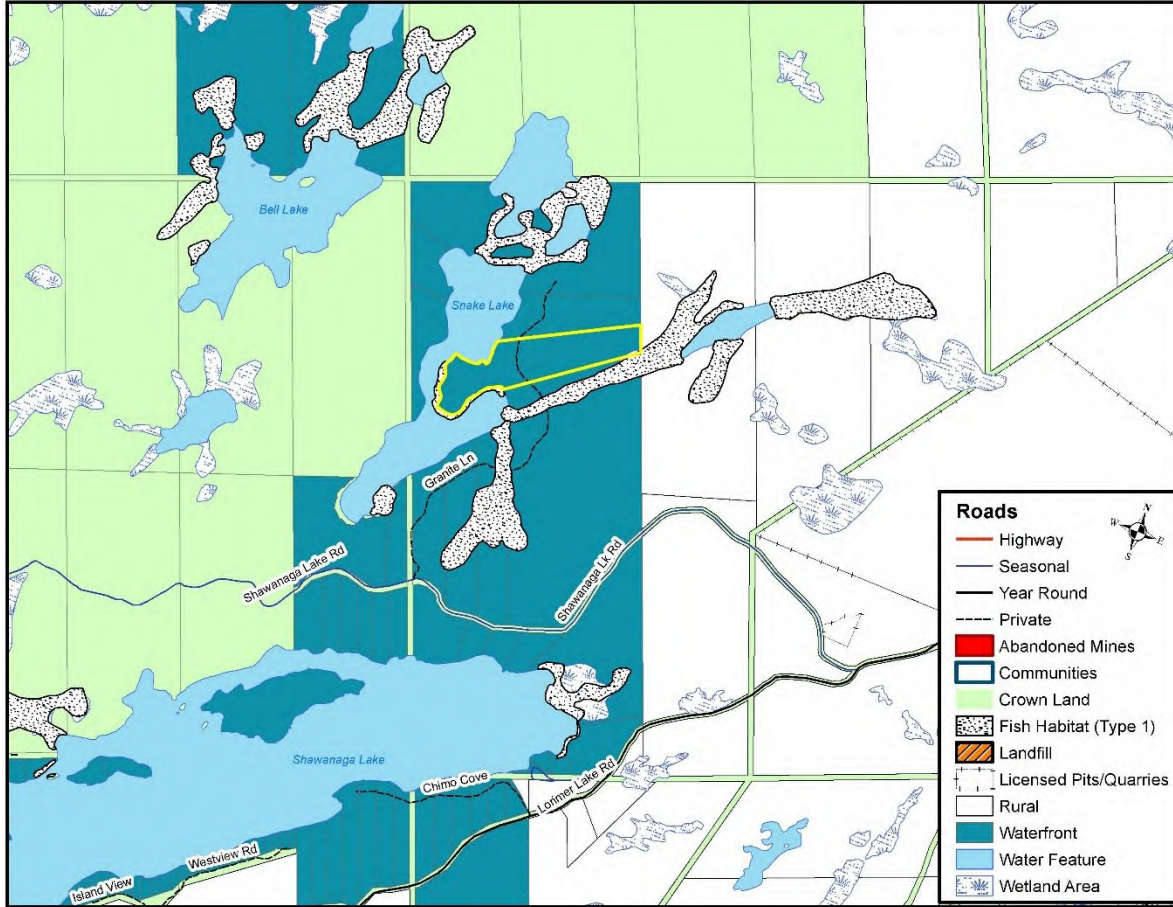 Bell Lake
Snake Lake
Granite Ln
Shawanaga Lake Rd
Shawanaga Lk Rd
Shawanaga Lake
Chimo Cove
Lorimer Lake Rd
Westview Rd
Island View
Roads
N
W
E
S
Highway
Seasonal
Year Round
Private
Abandoned Mines
Communities
Crown Land
Fish Habitat (Type 1)
Landfill
Licensed Pits/Quarries
Rural
Waterfront
Water Feature
Wetland Area